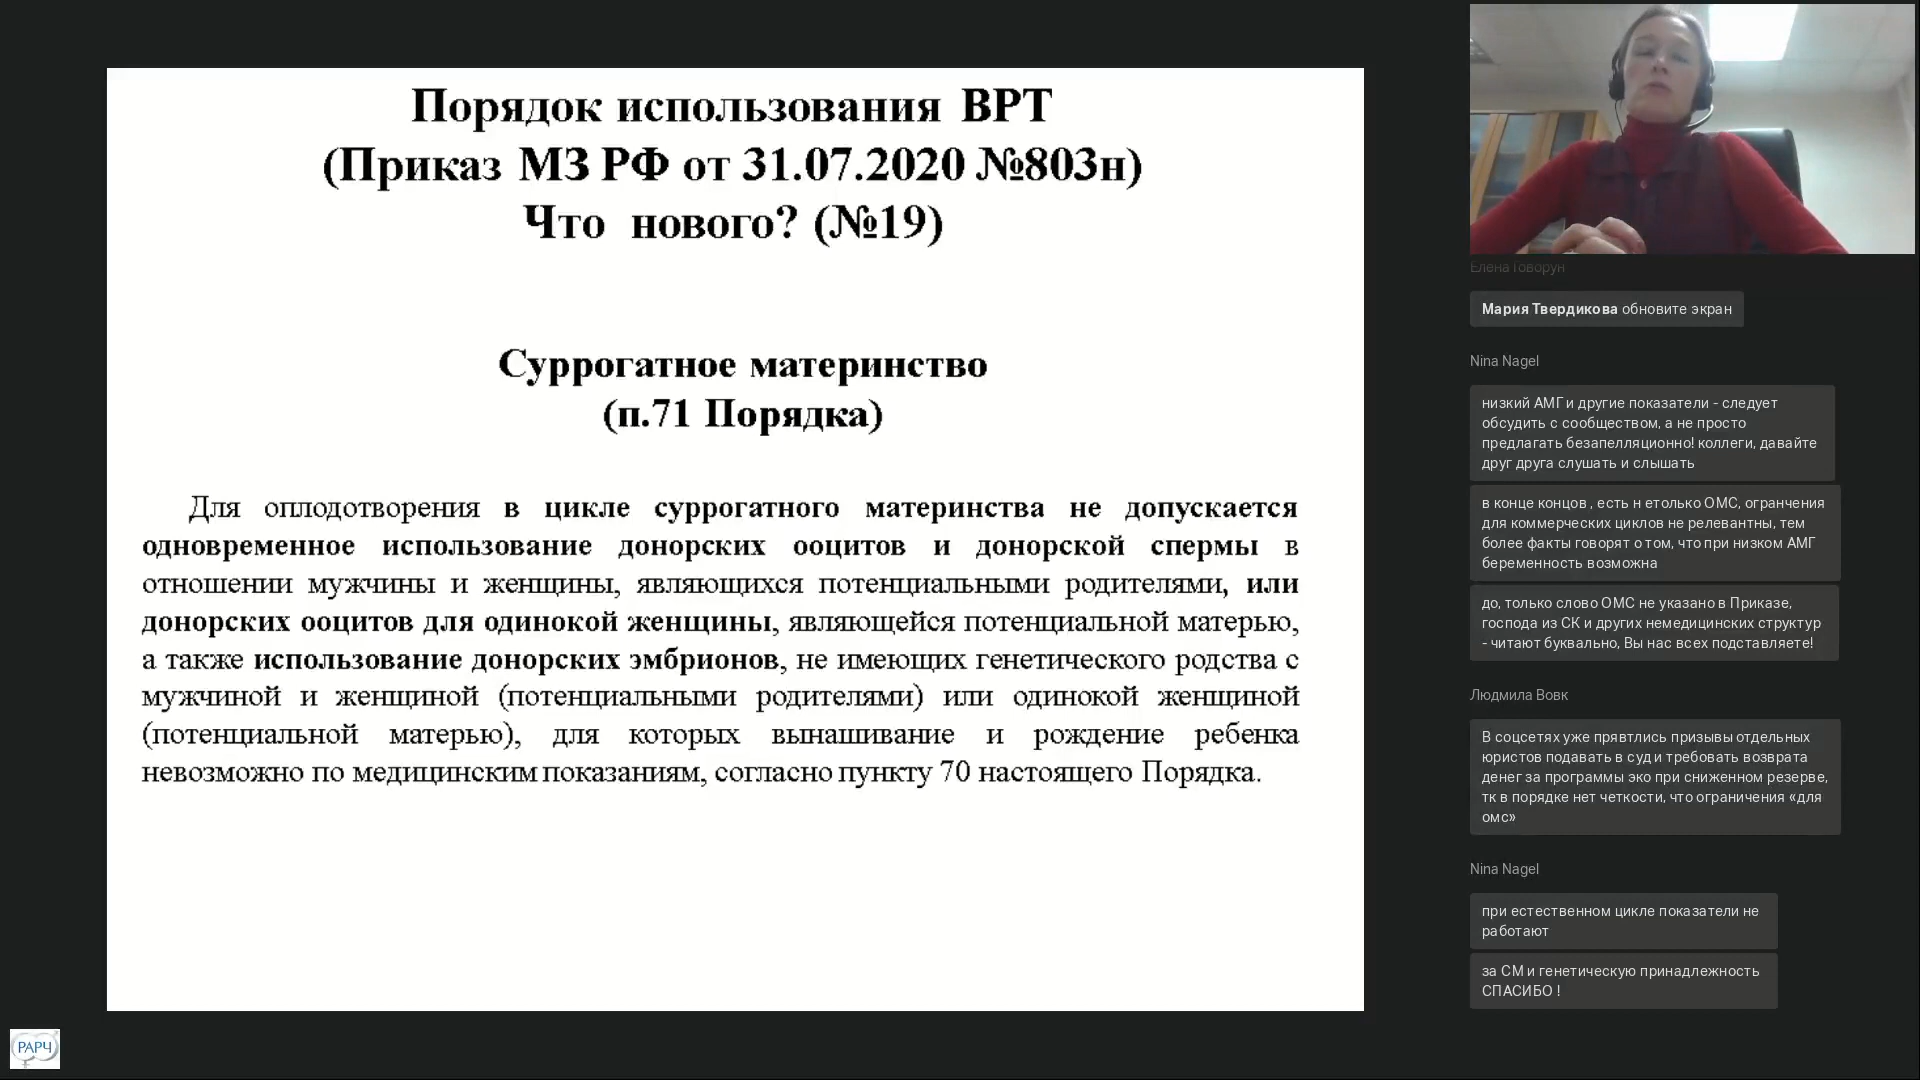 Порядок использования ВРТ
(Приказ МЗ РФ от 31.07.2020 №803н)
Что нового? (№19)
Суррогатное материнство
(п.71 Порядка)
Для оплодотворения в цикле суррогатного материнства не допускается
одновременное использование донорских ооцитов и донорской спермы в
отношении мужчины и женщины, являющихся потенциальными родителями, или
донорских ооцитов для одинокой женщины, являющейся потенциальной матерью,
а также использование донорских эмбрионов, не имеющих генетического родства с
мужчиной и женщиной (потенциальными родителями) или одинокой женщиной
(потенциальной матерью), для которых вынашивание и рождение ребенка
невозможно по медицинским показаниям, согласно пункту 70 настоящего Порядка.
РАРЧ
Елена Говорун
Мария Твердикова обновите экран
Nina Nagel
низкий АМГ и другие показатели - следует
обсудить с сообществом, а не просто
предлагать безапелляционно! коллеги, давайте
друг друга слушать и слышать
в конце концов , есть н етолько ОМС, огранчения
для коммерческих циклов не релевантны, тем
более факты говорят о том, что при низком АМГ
беременность возможна
до, только слово ОМС не указано в Приказе,
господа из СК и других немедицинских структур
- читают буквально, Вы нас всех подставляете!
Людмила Вовк
В соцсетях уже прявтлись призывы отдельных
юристов подавать в суд и требовать возврата
денег за программы эко при сниженном резерве,
тк в порядке нет четкости, что ограничения «для
омс»
Nina Nagel
при естественном цикле показатели не
работают
за СМ и генетическую принадлежность
СПАСИБО !